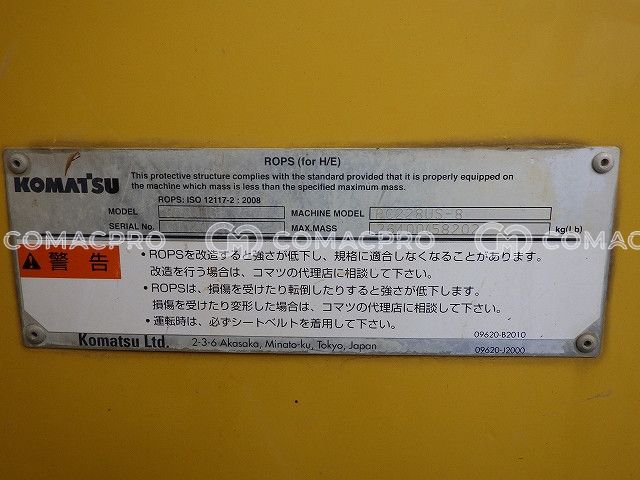 ROPS (for H/E)
KOMATSU
This protective structure complies with the standard provided that it is properly equipped on
the machine which mass is less than the specified maximum mass.
ROPS: ISO 12117-2 : 2008
MODEL
MACHINE MODEL PC228US-8
SERIAL No.
MAX.MASS kg(Lb)
COMACPRO COMACPRO COMACPRO
警告
・ROPSを改造すると強さが低下し、規格に適合しなくなることがあります。
改造を行う場合は、コマツの代理店に相談して下さい。
・ROPSは、損傷を受けたり転倒したりすると強さが低下します。
損傷を受けたり変形した場合は、コマツの代理店に相談して下さい。
・運転時は、必ずシートベルトを着用して下さい。
09620-B2010
Komatsu Ltd. 2-3-6 Akasaka, Minato-ku, Tokyo, Japan
09620-J2000